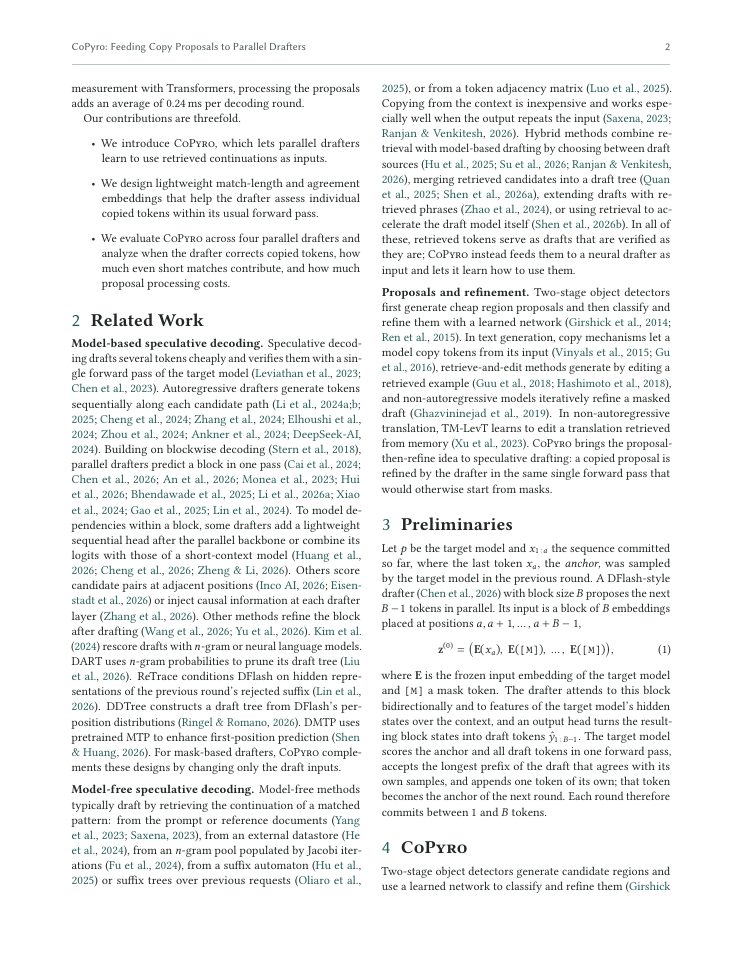 CoPyro: Feeding Copy Proposals to Parallel Drafters 2
measurement with Transformers, processing the proposals
adds an average of 0.24 ms per decoding round.
Our contributions are threefold.
• We introduce CoPyro, which lets parallel drafters
learn to use retrieved continuations as inputs.
• We design lightweight match-length and agreement
embeddings that help the drafter assess individual
copied tokens within its usual forward pass.
• We evaluate CoPyro across four parallel drafters and
analyze when the drafter corrects copied tokens, how
much even short matches contribute, and how much
proposal processing costs.
2 Related Work
Model-based speculative decoding. Speculative decod-
ing drafts several tokens cheaply and verifies them with a sin-
gle forward pass of the target model (Leviathan et al., 2023;
Chen et al., 2023). Autoregressive drafters generate tokens
sequentially along each candidate path (Li et al., 2024a;b;
2025; Cheng et al., 2024; Zhang et al., 2024; Elhoushi et al.,
2024; Zhou et al., 2024; Ankner et al., 2024; DeepSeek-AI,
2024). Building on blockwise decoding (Stern et al., 2018),
parallel drafters predict a block in one pass (Cai et al., 2024;
Chen et al., 2026; An et al., 2026; Monea et al., 2023; Hui
et al., 2026; Bhendawade et al., 2025; Li et al., 2026a; Xiao
et al., 2024; Gao et al., 2025; Lin et al., 2024). To model de-
pendencies within a block, some drafters add a lightweight
sequential head after the parallel backbone or combine its
logits with those of a short-context model (Huang et al.,
2026; Cheng et al., 2026; Zheng & Li, 2026). Others score
candidate pairs at adjacent positions (Inco AI, 2026; Eisen-
stadt et al., 2026) or inject causal information at each drafter
layer (Zhang et al., 2026). Other methods refine the block
after drafting (Wang et al., 2026; Yu et al., 2026). Kim et al.
(2024) rescore drafts with n-gram or neural language models.
DART uses n-gram probabilities to prune its draft tree (Liu
et al., 2026). ReTrace conditions DFlash on hidden repre-
sentations of the previous round's rejected suffix (Lin et al.,
2026). DDTree constructs a draft tree from DFlash's per-
position distributions (Ringel & Romano, 2026). DMTP uses
pretrained MTP to enhance first-position prediction (Shen
& Huang, 2026). For mask-based drafters, CoPyro comple-
ments these designs by changing only the draft inputs.
Model-free speculative decoding. Model-free methods
typically draft by retrieving the continuation of a matched
pattern: from the prompt or reference documents (Yang
et al., 2023; Saxena, 2023), from an external datastore (He
et al., 2024), from an n-gram pool populated by Jacobi iter-
ations (Fu et al., 2024), from a suffix automaton (Hu et al.,
2025) or suffix trees over previous requests (Oliaro et al.,
2025), or from a token adjacency matrix (Luo et al., 2025).
Copying from the context is inexpensive and works espe-
cially well when the output repeats the input (Saxena, 2023;
Ranjan & Venkitesh, 2026). Hybrid methods combine re-
trieval with model-based drafting by choosing between draft
sources (Hu et al., 2025; Su et al., 2026; Ranjan & Venkitesh,
2026), merging retrieved candidates into a draft tree (Quan
et al., 2025; Shen et al., 2026a), extending drafts with re-
trieved phrases (Zhao et al., 2024), or using retrieval to ac-
celerate the draft model itself (Shen et al., 2026b). In all of
these, retrieved tokens serve as drafts that are verified as
they are; CoPyro instead feeds them to a neural drafter as
input and lets it learn how to use them.
Proposals and refinement. Two-stage object detectors
first generate cheap region proposals and then classify and
refine them with a learned network (Girshick et al., 2014;
Ren et al., 2015). In text generation, copy mechanisms let a
model copy tokens from its input (Vinyals et al., 2015; Gu
et al., 2016), retrieve-and-edit methods generate by editing a
retrieved example (Guu et al., 2018; Hashimoto et al., 2018),
and non-autoregressive models iteratively refine a masked
draft (Ghazvininejad et al., 2019). In non-autoregressive
translation, TM-LevT learns to edit a translation retrieved
from memory (Xu et al., 2023). CoPyro brings the proposal-
then-refine idea to speculative drafting: a copied proposal is
refined by the drafter in the same single forward pass that
would otherwise start from masks.
3 Preliminaries
Let p be the target model and x₁:ₐ the sequence committed
so far, where the last token xₐ, the anchor, was sampled
by the target model in the previous round. A DFlash-style
drafter (Chen et al., 2026) with block size B proposes the next
B − 1 tokens in parallel. Its input is a block of B embeddings
placed at positions a, a + 1, … , a + B − 1,
z⁽⁰⁾ = (E(xₐ), E([M]), … , E([M])), (1)
where E is the frozen input embedding of the target model
and [M] a mask token. The drafter attends to this block
bidirectionally and to features of the target model's hidden
states over the context, and an output head turns the result-
ing block states into draft tokens ŷ₁:B−₁. The target model
scores the anchor and all draft tokens in one forward pass,
accepts the longest prefix of the draft that agrees with its
own samples, and appends one token of its own; that token
becomes the anchor of the next round. Each round therefore
commits between 1 and B tokens.
4 CoPyro
Two-stage object detectors generate candidate regions and
use a learned network to classify and refine them (Girshick